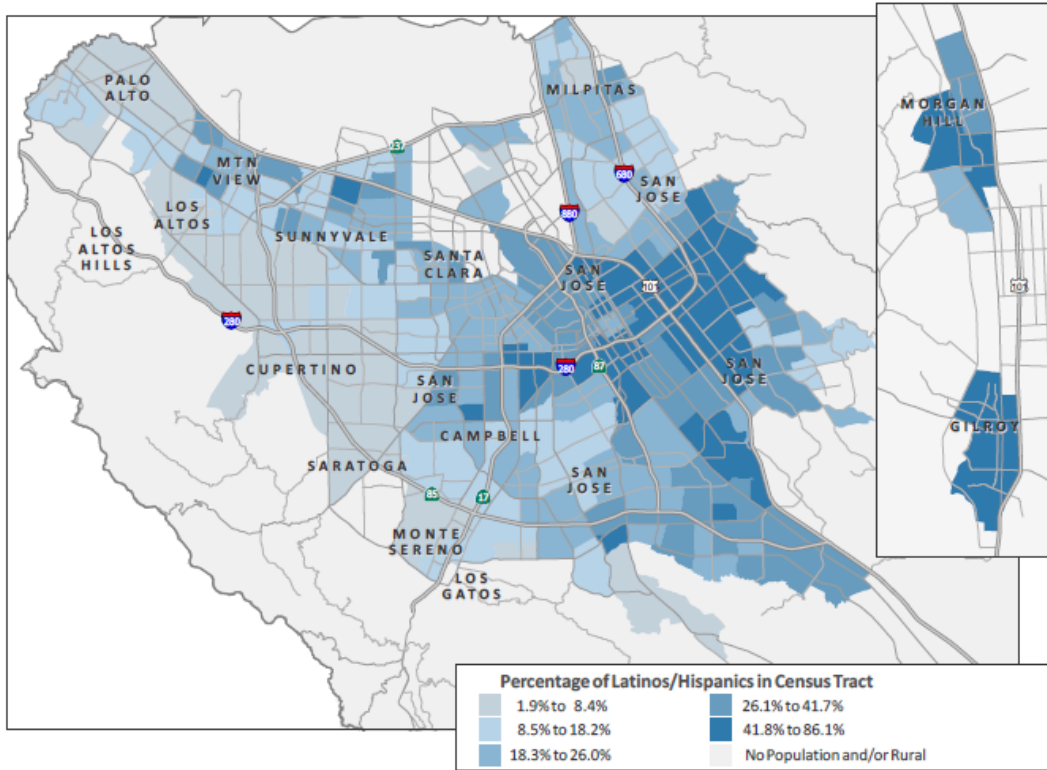 PALO
ALTO
MILPITAS
237
MTN
VIEW
680
SAN
JOSE
LOS
ALTOS
880
LOS
ALTOS
HILLS
SUNNYVALE
SANTA
CLARA
SAN
JOSE
101
280
CUPERTINO
280
87
SAN
JOSE
SAN
JOSE
CAMPBELL
SARATOGA
SAN
JOSE
85
17
MONTE
SERENO
LOS
GATOS
MORGAN
HILL
101
GILROY
Percentage of Latinos/Hispanics in Census Tract
1.9% to 8.4%
8.5% to 18.2%
18.3% to 26.0%
26.1% to 41.7%
41.8% to 86.1%
No Population and/or Rural